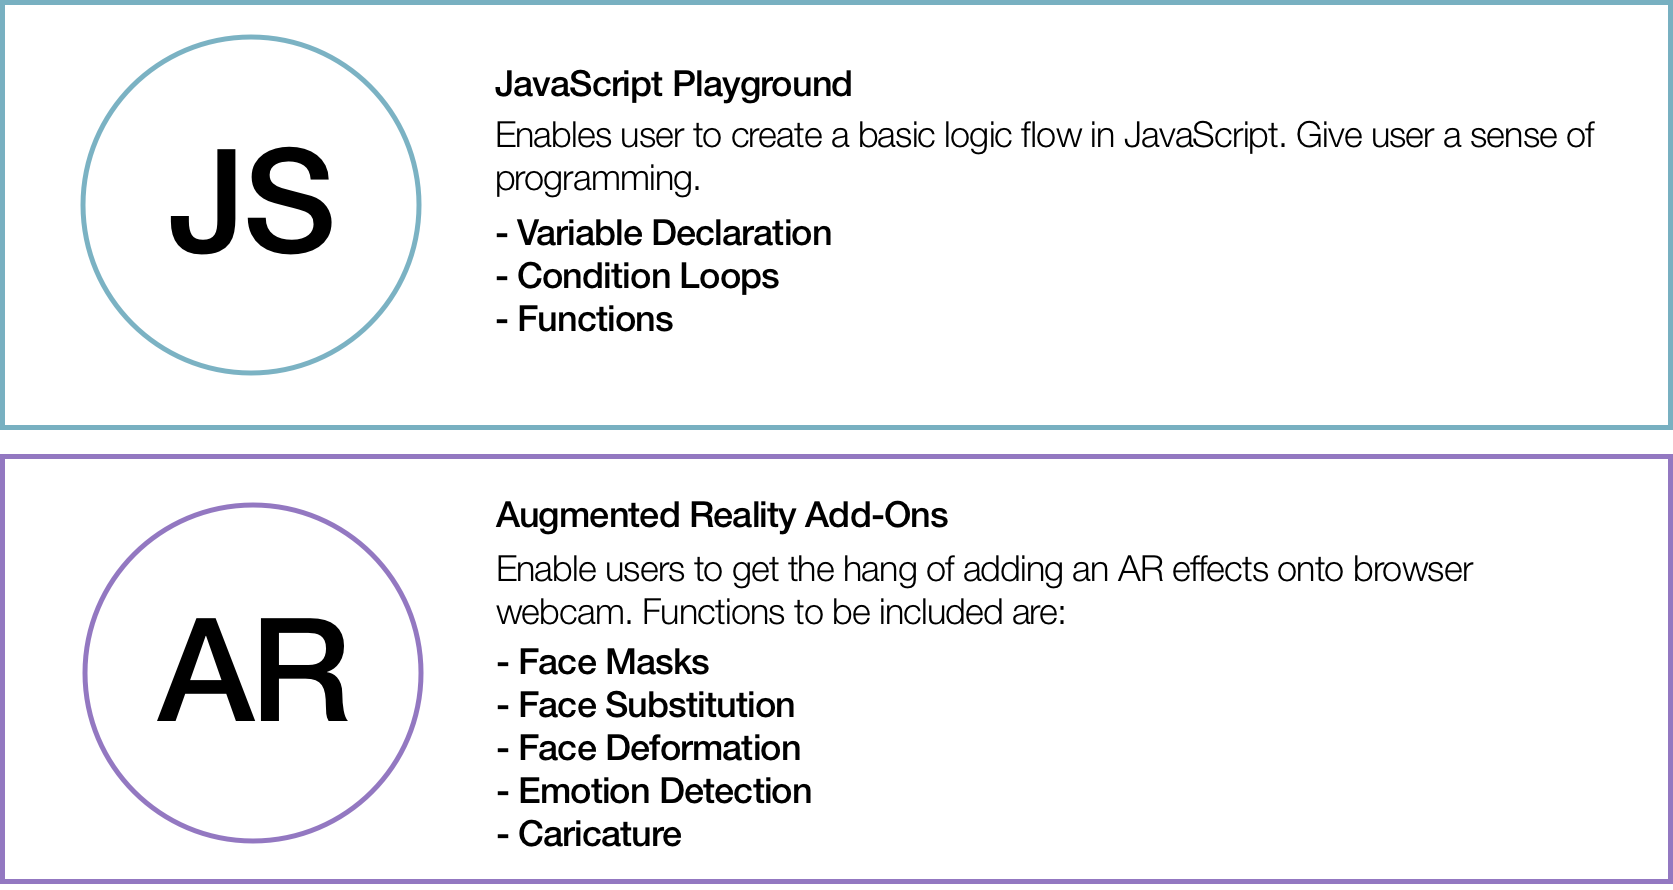 JS
JavaScript Playground
Enables user to create a basic logic flow in JavaScript. Give user a sense of
programming.
- Variable Declaration
- Condition Loops
- Functions
AR
Augmented Reality Add-Ons
Enable users to get the hang of adding an AR effects onto browser
webcam. Functions to be included are:
- Face Masks
- Face Substitution
- Face Deformation
- Emotion Detection
- Caricature